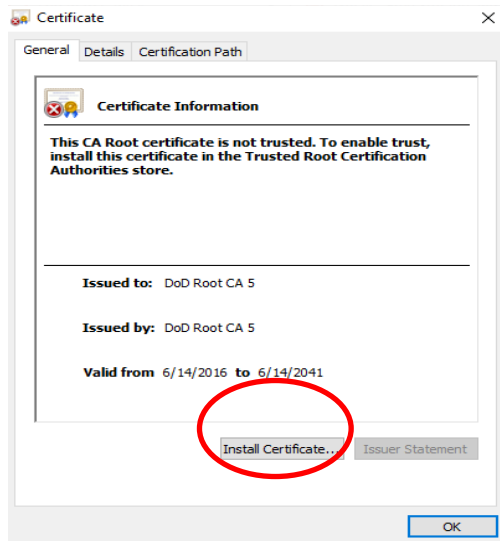 Certificate
General Details Certification Path
Certificate Information
This CA Root certificate is not trusted. To enable trust,
install this certificate in the Trusted Root Certification
Authorities store.
Issued to: DoD Root CA 5
Issued by: DoD Root CA 5
Valid from 6/14/2016 to 6/14/2041
Install Certificate... Issuer Statement
OK